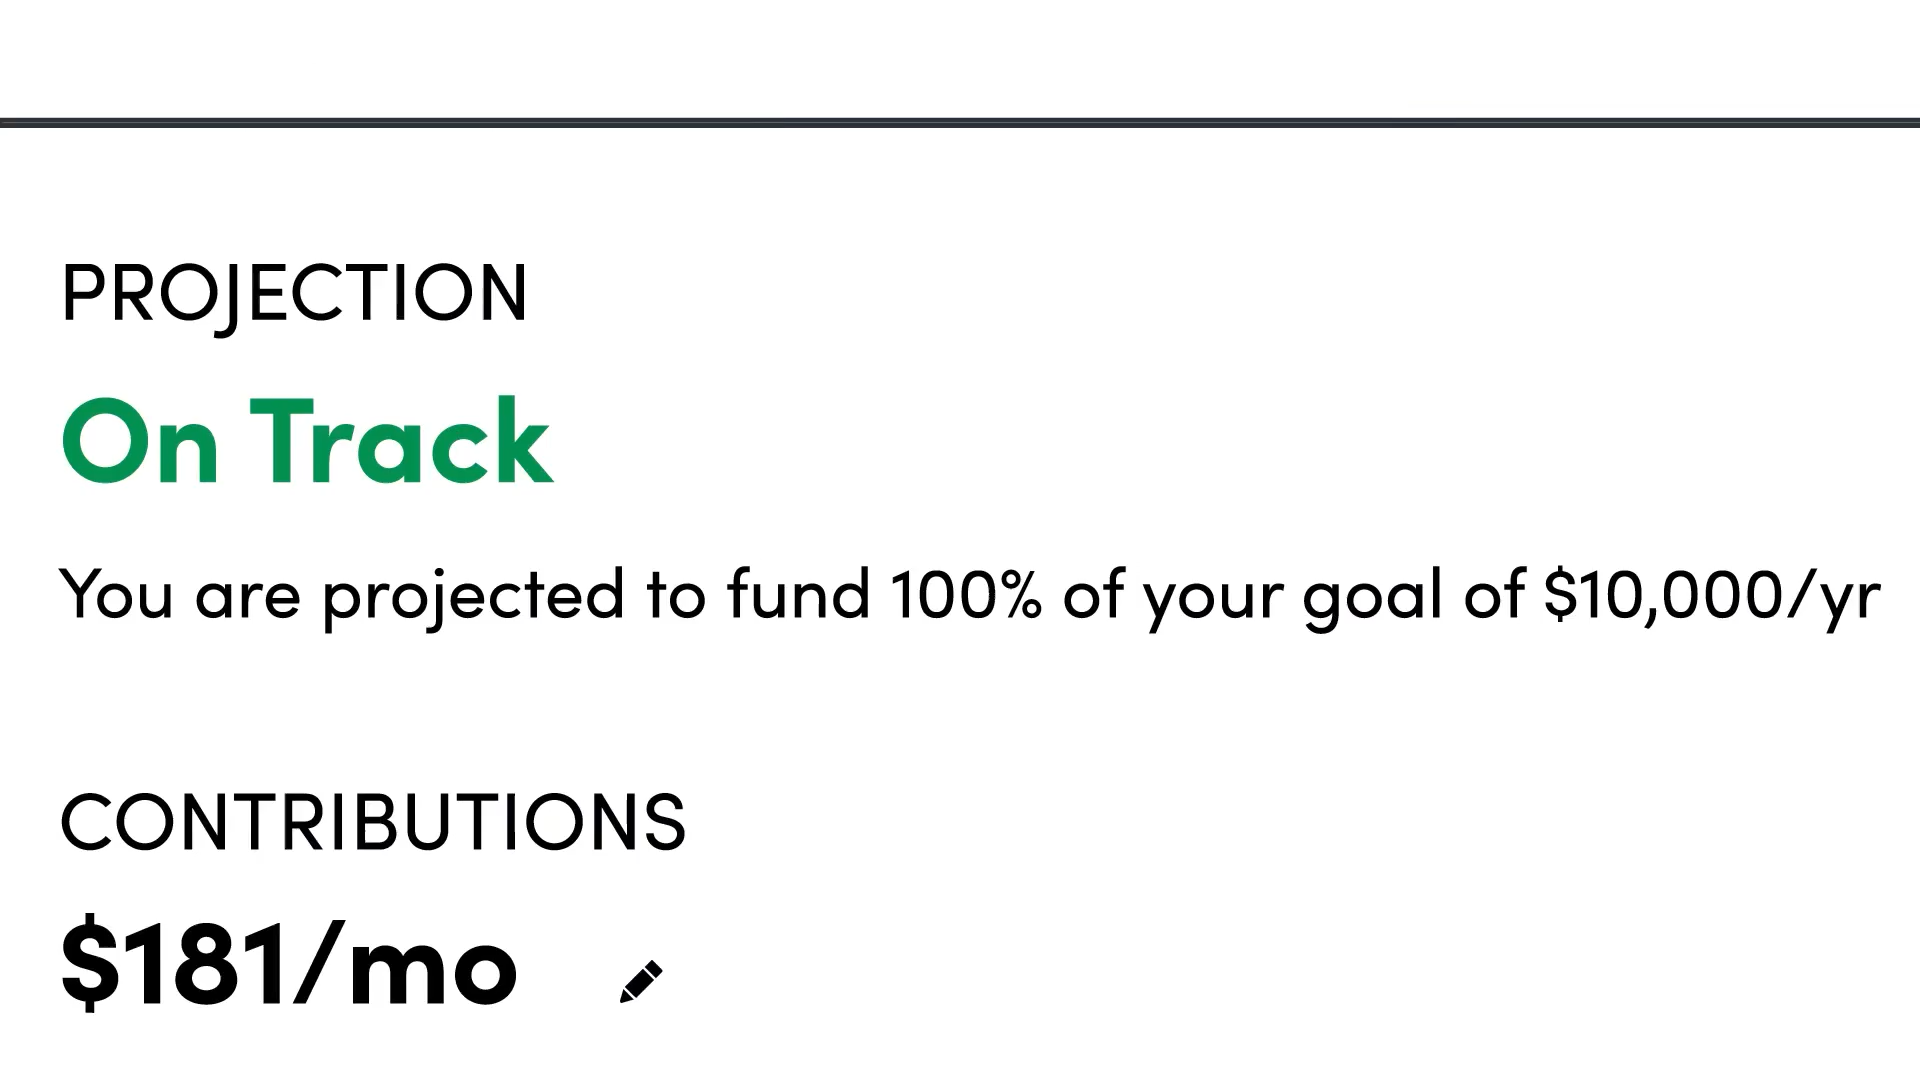 PROJECTION
On Track
You are projected to fund 100% of your goal of $10,000/yr
CONTRIBUTIONS
$181/mo